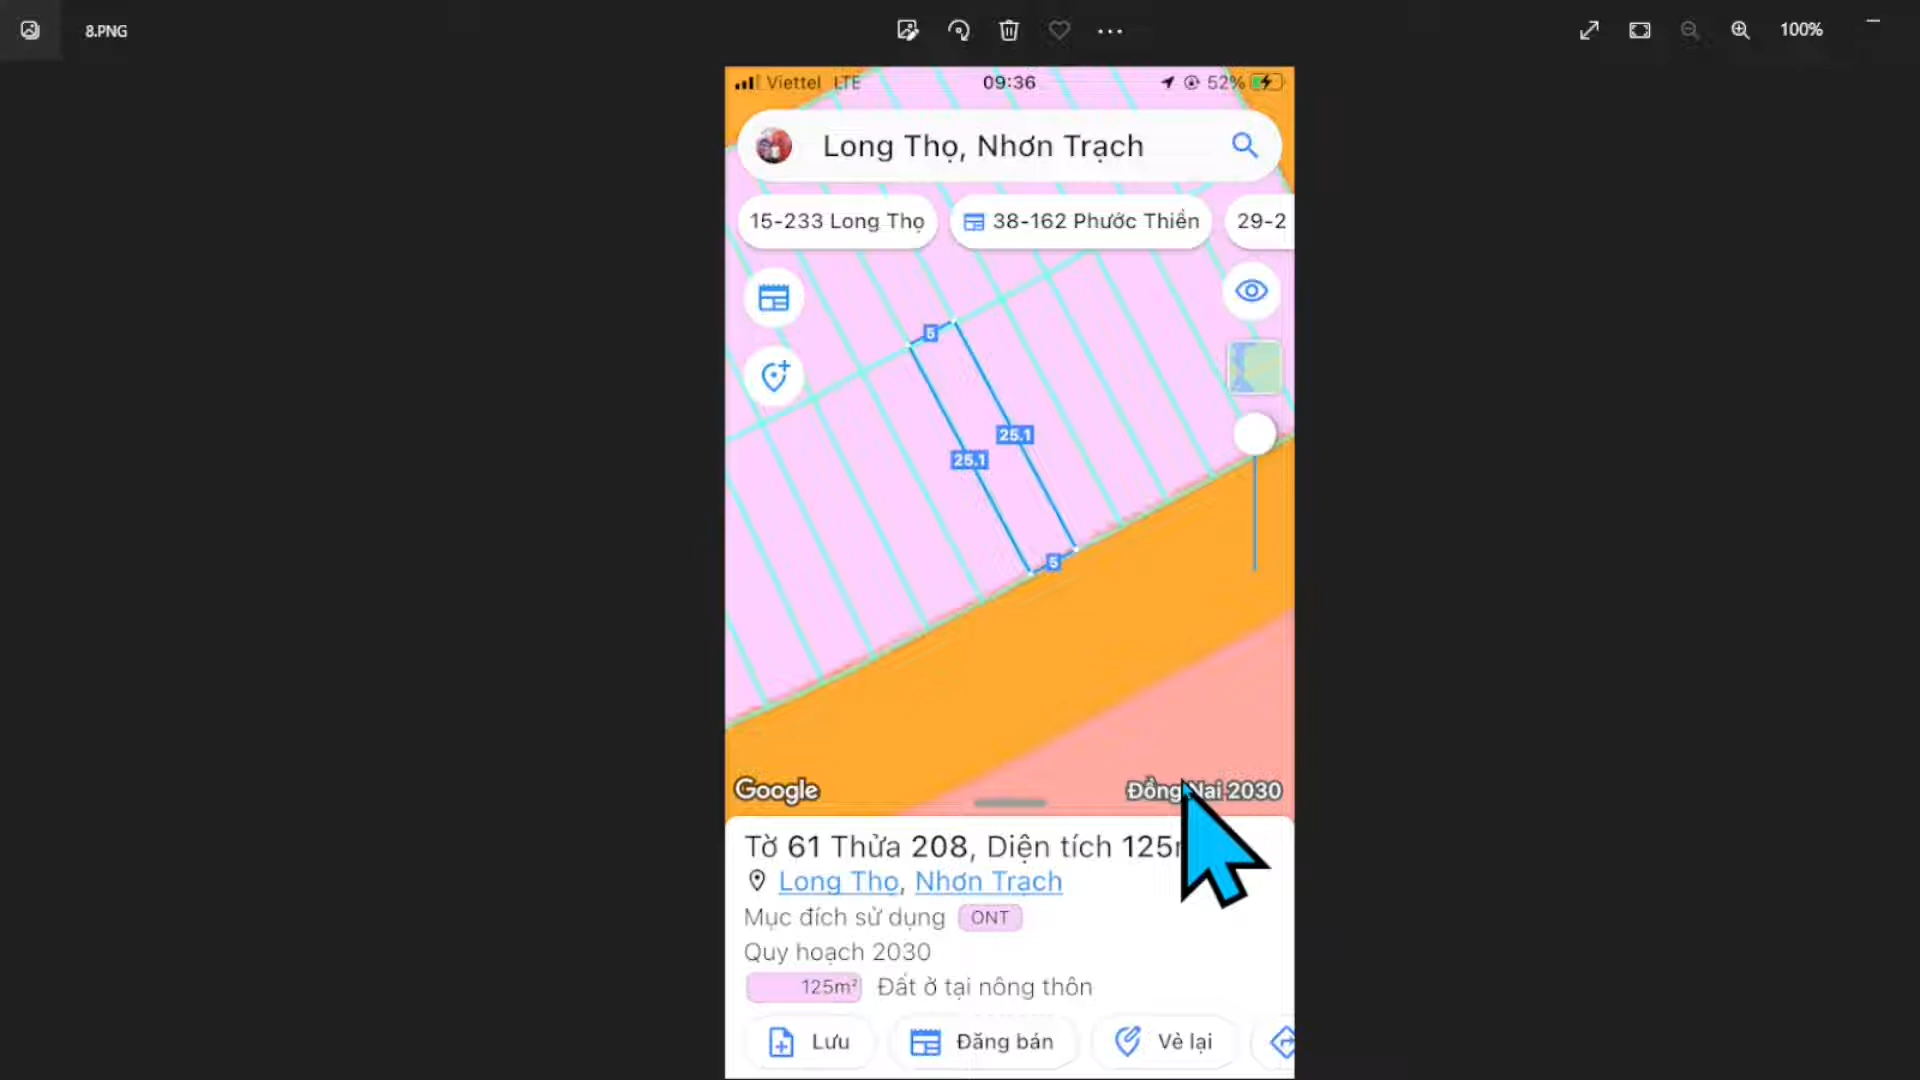 8.PNG
100%
Viettel LTE 09:36 52%
Long Thọ, Nhơn Trạch
15-233 Long Thọ 38-162 Phước Thiền 29-2
5
25.1
25.1
5
Google Đồng Nai 2030
Tờ 61 Thửa 208, Diện tích 125
Long Thọ, Nhơn Trạch
Mục đích sử dụng ONT
Quy hoạch 2030
125m² Đất ở tại nông thôn
Lưu Đăng bán Vẽ lại